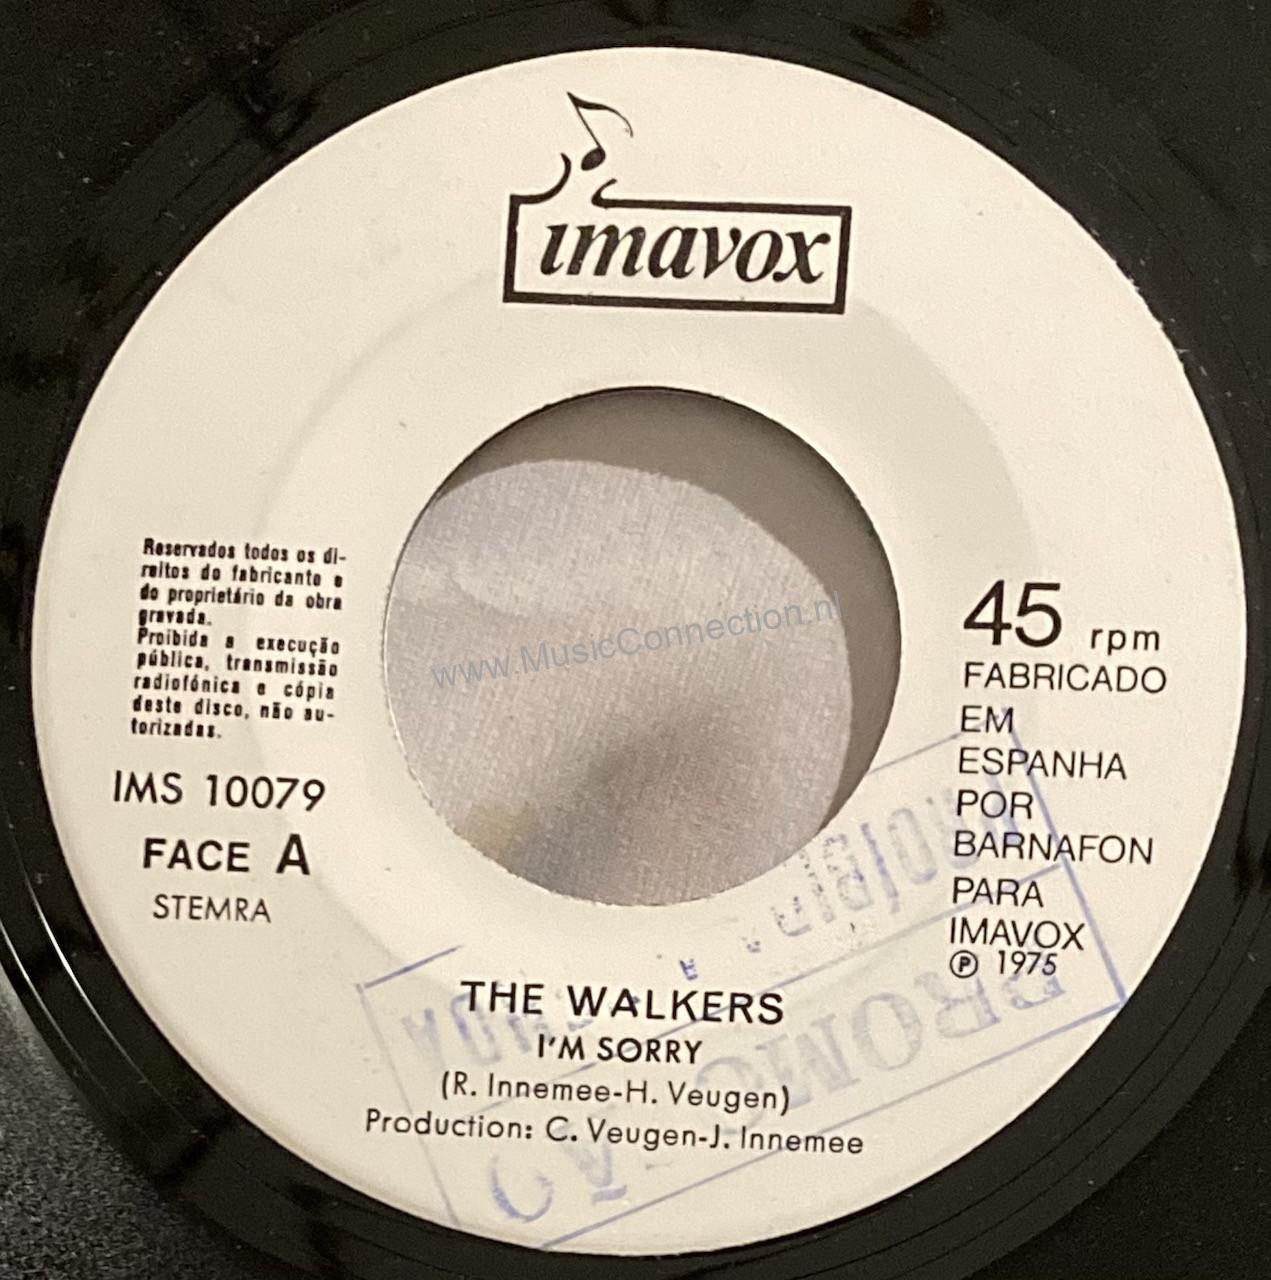 imavox
Reservados todos os di-
reitos do fabricante e
do proprietário da obra
gravada.
Proibida a execução
pública, transmissão
radiofónica e cópia
deste disco, não au-
torizadas.
IMS 10079
FACE A
STEMRA
www.MusicConnection.nl
45 rpm
FABRICADO
EM
ESPANHA
POR
BARNAFON
PARA
IMAVOX
Ⓟ 1975
THE WALKERS
I'M SORRY
(R. Innemee-H. Veugen)
Production: C. Veugen-J. Innemee